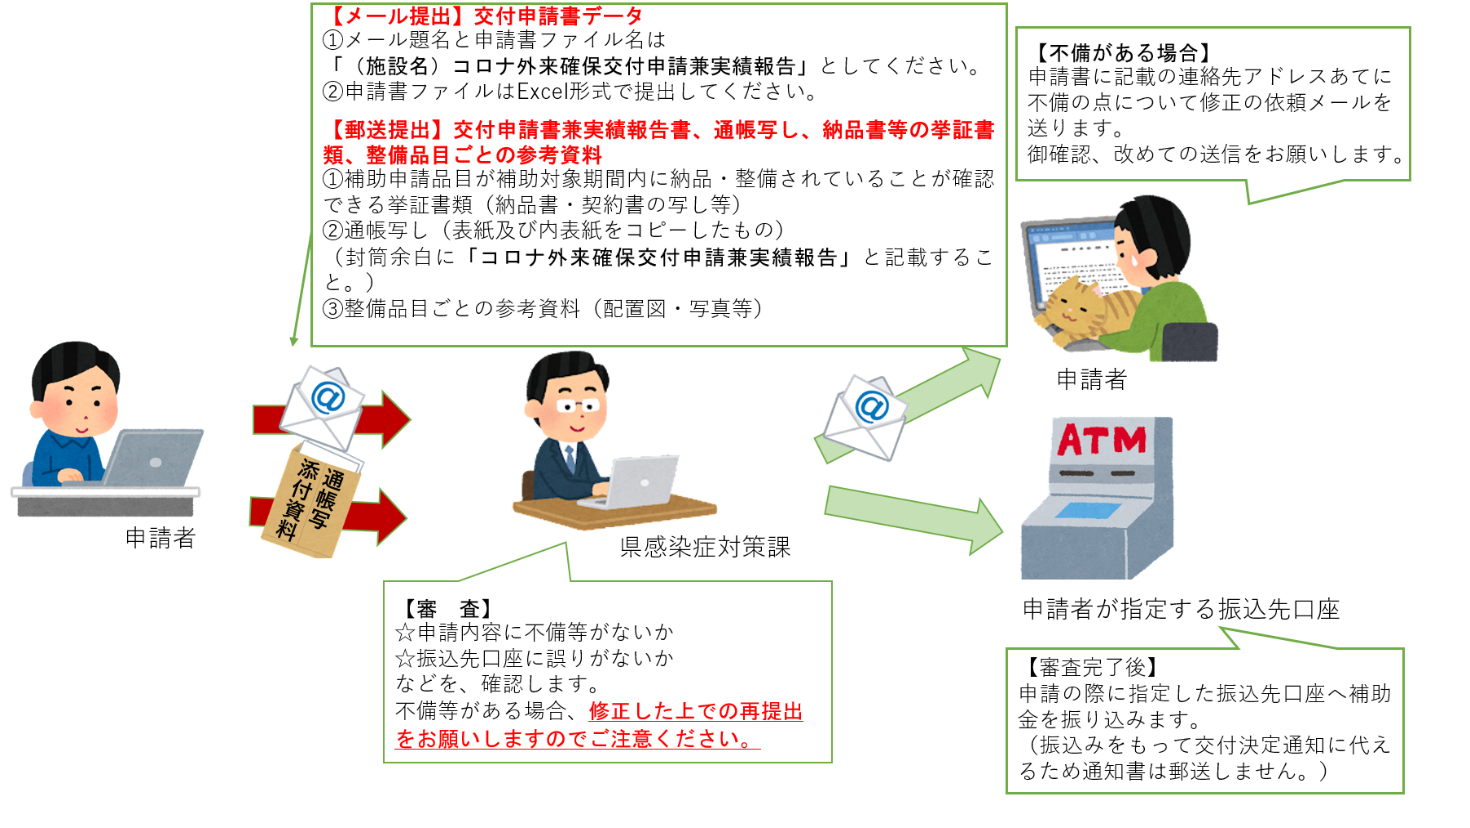 【メール提出】交付申請書データ
①メール題名と申請書ファイル名は
「（施設名）コロナ外来確保交付申請兼実績報告」としてください。
②申請書ファイルはExcel形式で提出してください。
【郵送提出】交付申請書兼実績報告書、通帳写し、納品書等の挙証書
類、整備品目ごとの参考資料
①補助申請品目が補助対象期間内に納品・整備されていることが確認
できる挙証書類（納品書・契約書の写し等）
②通帳写し（表紙及び内表紙をコピーしたもの）
（封筒余白に「コロナ外来確保交付申請兼実績報告」と記載するこ
と。）
③整備品目ごとの参考資料（配置図・写真等）
【不備がある場合】
申請書に記載の連絡先アドレスあてに
不備の点について修正の依頼メールを
送ります。
御確認、改めての送信をお願いします。
申請者
@
通帳写
添付資料
申請者
県感染症対策課
@
ATM
申請者が指定する振込先口座
【審　査】
☆申請内容に不備等がないか
☆振込先口座に誤りがないか
などを、確認します。
不備等がある場合、修正した上での再提出
をお願いしますのでご注意ください。
【審査完了後】
申請の際に指定した振込先口座へ補助
金を振り込みます。
（振込みをもって交付決定通知に代え
るため通知書は郵送しません。）